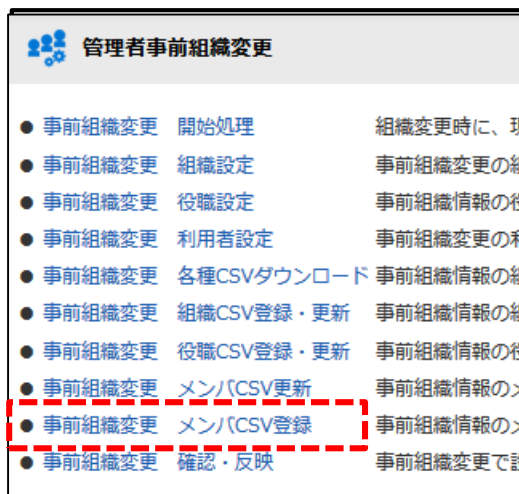 管理者事前組織変更
● 事前組織変更　開始処理　組織変更時に、
● 事前組織変更　組織設定　事前組織変更の
● 事前組織変更　役職設定　事前組織情報の
● 事前組織変更　利用者設定　事前組織変更の
● 事前組織変更　各種CSVダウンロード 事前組織情報の
● 事前組織変更　組織CSV登録・更新　事前組織情報の
● 事前組織変更　役職CSV登録・更新　事前組織情報の
● 事前組織変更　メンバCSV更新　事前組織情報の
● 事前組織変更　メンバCSV登録　事前組織情報の
● 事前組織変更　確認・反映　事前組織変更で